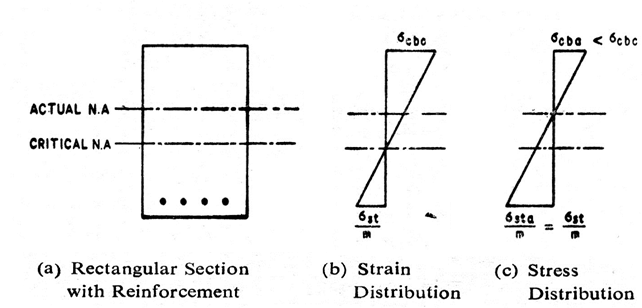 σcbc
σcba < σcbc
ACTUAL N.A
CRITICAL N.A
σst/m
σsta/m = σst/m
(a) Rectangular Section
with Reinforcement
(b) Strain
Distribution
(c) Stress
Distribution